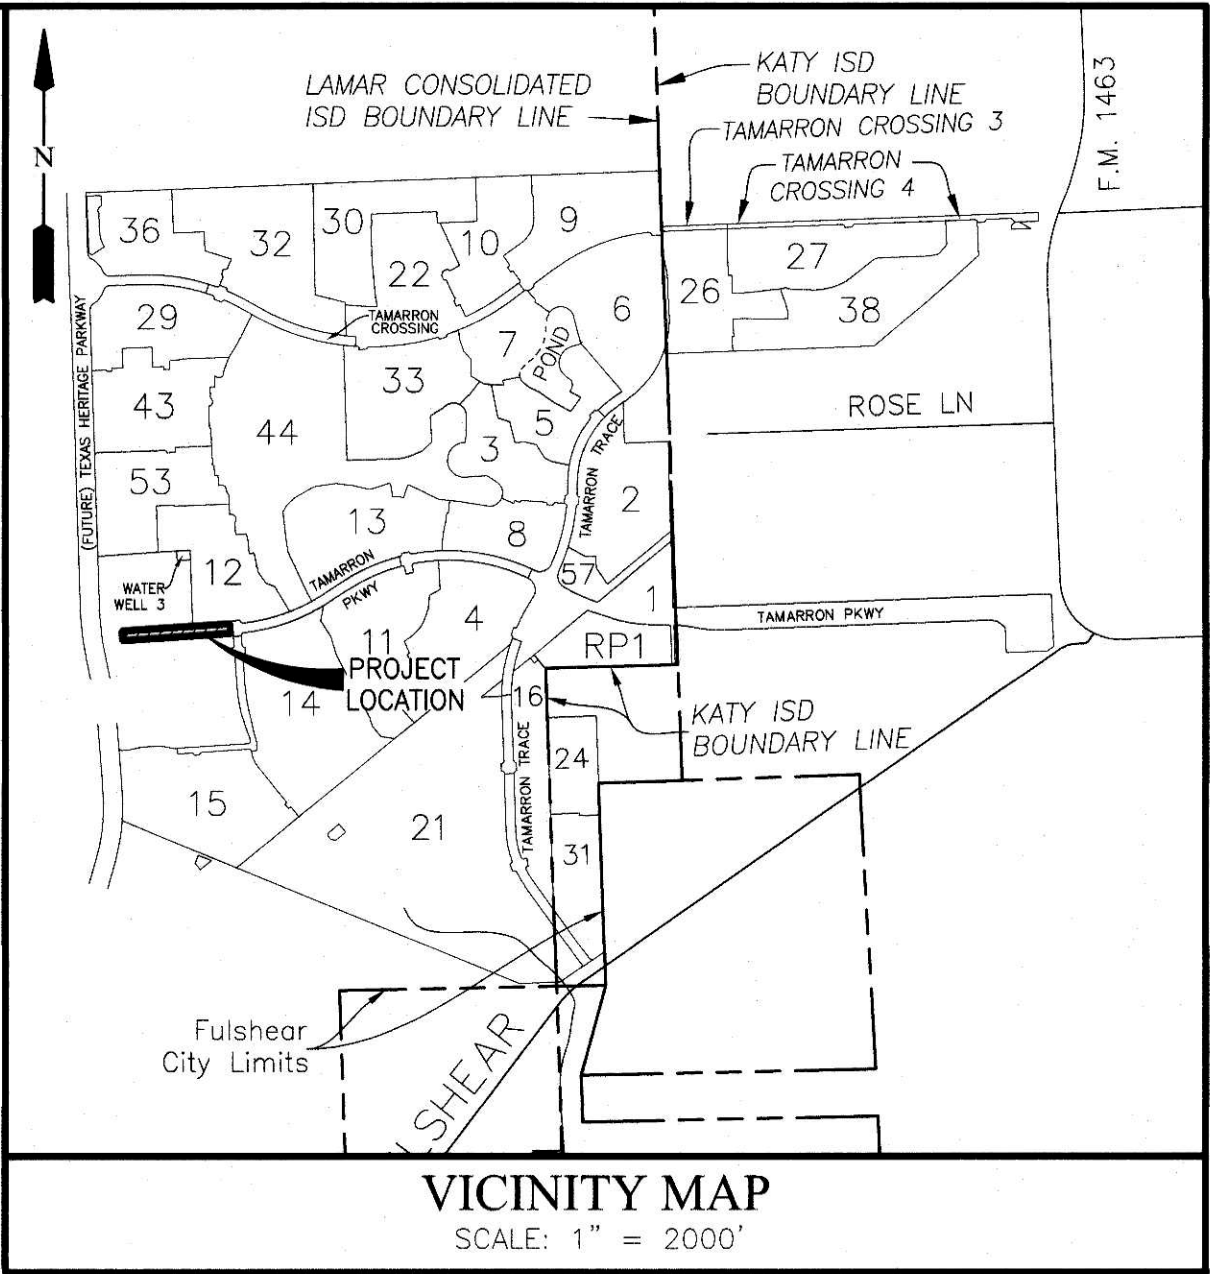 KATY ISD
BOUNDARY LINE
LAMAR CONSOLIDATED
ISD BOUNDARY LINE
TAMARRON CROSSING 3
TAMARRON
CROSSING 4
F.M. 1463
N
36
32
30
22
10
9
6
26
27
38
29
TAMARRON
CROSSING
7
POND
33
43
44
3
5
TAMARRON TRACE
ROSE LN
(FUTURE) TEXAS HERITAGE PARKWAY
53
13
8
2
12
WATER
WELL 3
TAMARRON
PKWY
57
1
TAMARRON PKWY
4
11
RP1
PROJECT
LOCATION
14
16
KATY ISD
BOUNDARY LINE
TAMARRON TRACE
24
15
21
31
Fulshear
City Limits
LSHEAR
VICINITY MAP
SCALE: 1" = 2000'